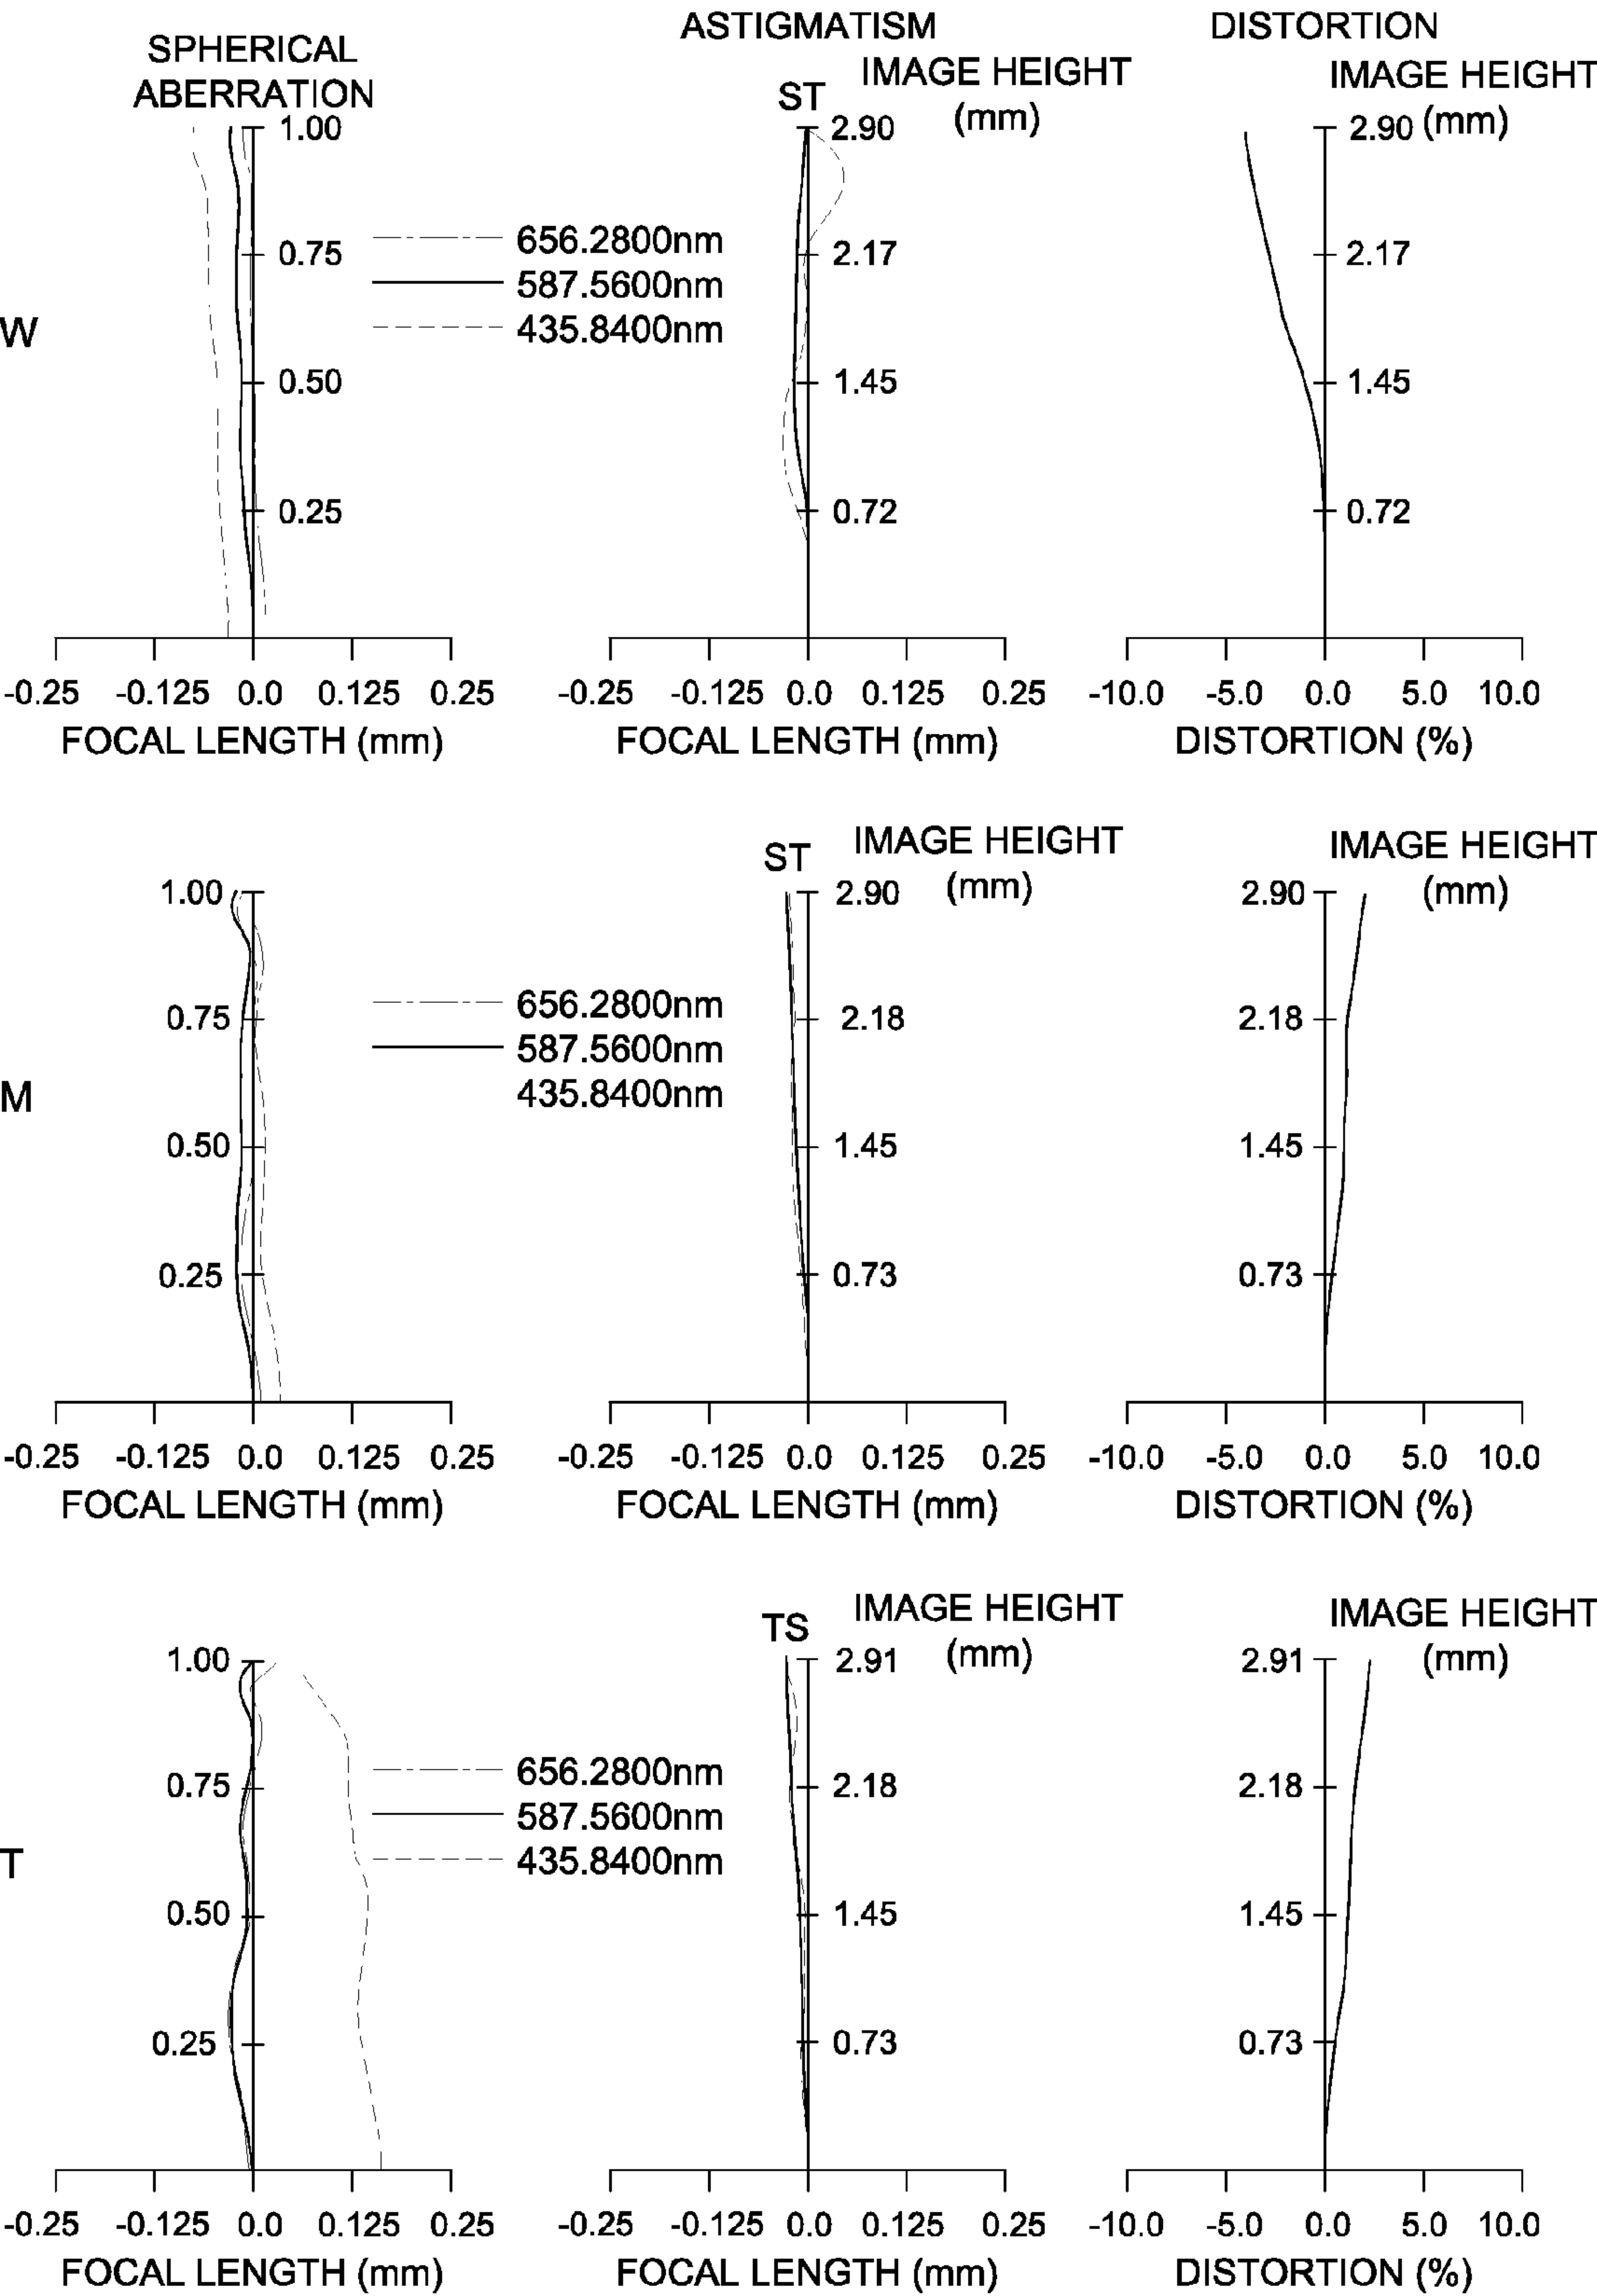 SPHERICAL
ABERRATION
ASTIGMATISM
DISTORTION
W
1.00
0.75
0.50
0.25
656.2800nm
587.5600nm
435.8400nm
-0.25 -0.125 0.0 0.125 0.25
FOCAL LENGTH (mm)
ST
IMAGE HEIGHT
(mm)
2.90
2.17
1.45
0.72
-0.25 -0.125 0.0 0.125 0.25
FOCAL LENGTH (mm)
IMAGE HEIGHT
2.90 (mm)
2.17
1.45
0.72
-10.0 -5.0 0.0 5.0 10.0
DISTORTION (%)
M
1.00
0.75
0.50
0.25
656.2800nm
587.5600nm
435.8400nm
-0.25 -0.125 0.0 0.125 0.25
FOCAL LENGTH (mm)
ST
IMAGE HEIGHT
(mm)
2.90
2.18
1.45
0.73
-0.25 -0.125 0.0 0.125 0.25
FOCAL LENGTH (mm)
IMAGE HEIGHT
2.90 (mm)
2.18
1.45
0.73
-10.0 -5.0 0.0 5.0 10.0
DISTORTION (%)
T
1.00
0.75
0.50
0.25
656.2800nm
587.5600nm
435.8400nm
-0.25 -0.125 0.0 0.125 0.25
FOCAL LENGTH (mm)
TS
IMAGE HEIGHT
(mm)
2.91
2.18
1.45
0.73
-0.25 -0.125 0.0 0.125 0.25
FOCAL LENGTH (mm)
IMAGE HEIGHT
2.91 (mm)
2.18
1.45
0.73
-10.0 -5.0 0.0 5.0 10.0
DISTORTION (%)